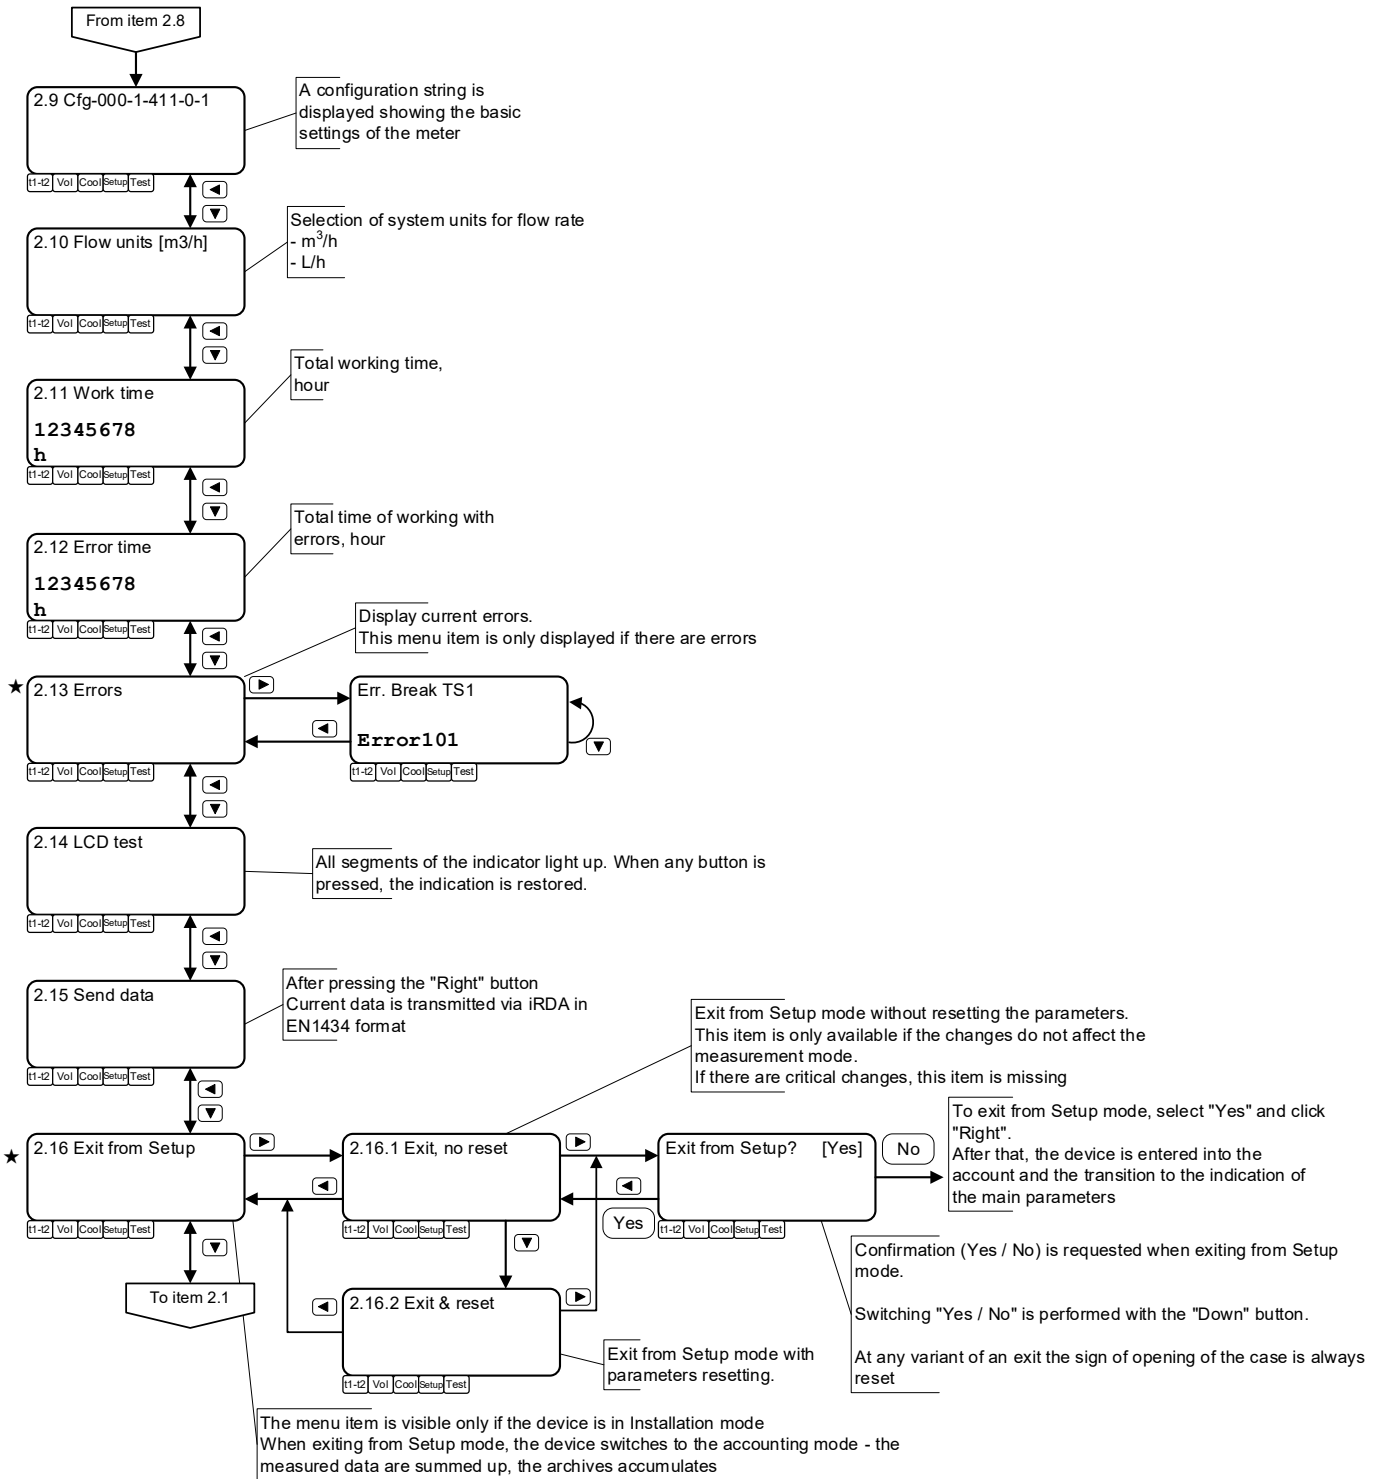 From item 2.8
2.9 Cfg-000-1-411-0-1
t1-t2 Vol Cool Setup Test
A configuration string is
displayed showing the basic
settings of the meter
2.10 Flow units [m3/h]
t1-t2 Vol Cool Setup Test
Selection of system units for flow rate
- m³/h
- L/h
2.11 Work time
12345678
h
t1-t2 Vol Cool Setup Test
Total working time,
hour
2.12 Error time
12345678
h
t1-t2 Vol Cool Setup Test
Total time of working with
errors, hour
Display current errors.
This menu item is only displayed if there are errors
2.13 Errors
t1-t2 Vol Cool Setup Test
Err. Break TS1
Error101
t1-t2 Vol Cool Setup Test
2.14 LCD test
t1-t2 Vol Cool Setup Test
All segments of the indicator light up. When any button is
pressed, the indication is restored.
2.15 Send data
t1-t2 Vol Cool Setup Test
After pressing the "Right" button
Current data is transmitted via iRDA in
EN1434 format
Exit from Setup mode without resetting the parameters.
This item is only available if the changes do not affect the
measurement mode.
If there are critical changes, this item is missing
2.16 Exit from Setup
t1-t2 Vol Cool Setup Test
2.16.1 Exit, no reset
t1-t2 Vol Cool Setup Test
Exit from Setup? [Yes]
t1-t2 Vol Cool Setup Test
No
Yes
To exit from Setup mode, select "Yes" and click
"Right".
After that, the device is entered into the
account and the transition to the indication of
the main parameters
Confirmation (Yes / No) is requested when exiting from Setup
mode.
Switching "Yes / No" is performed with the "Down" button.
At any variant of an exit the sign of opening of the case is always
reset
To item 2.1
2.16.2 Exit & reset
t1-t2 Vol Cool Setup Test
Exit from Setup mode with
parameters resetting.
The menu item is visible only if the device is in Installation mode
When exiting from Setup mode, the device switches to the accounting mode - the
measured data are summed up, the archives accumulates